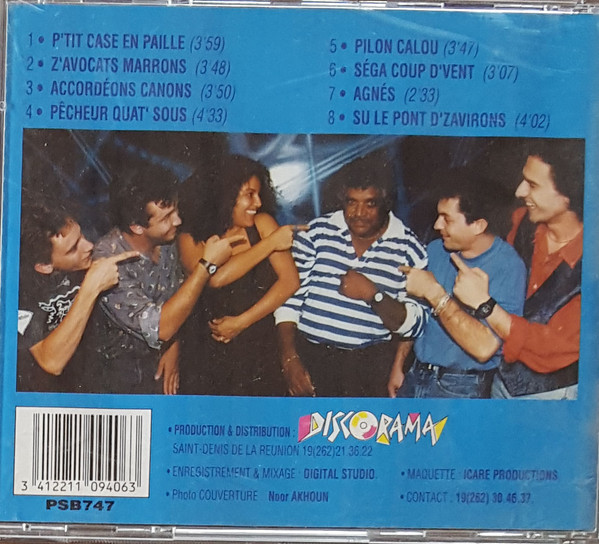 1 • P'TIT CASE EN PAILLE (3'59)
2 • Z'AVOCATS MARRONS (3'48)
3 • ACCORDÉONS CANONS (3'50)
4 • PÊCHEUR QUAT' SOUS (4'33)
5 • PILON CALOU (3'47)
6 • SÉGA COUP D'VENT (3'07)
7 • AGNÉS (2'33)
8 • SU LE PONT D'ZAVIRONS (4'02)
• PRODUCTION & DISTRIBUTION : DISCORAMA
SAINT-DENIS DE LA REUNION 19(262)21.36.22
• ENREGISTREMENT & MIXAGE : GIGITAL STUDIO
• Photo COUVERTURE : Noor AKHOUN
• MAQUETTE : ICARE PRODUCTIONS
• CONTACT : 19(262) 30.46.37
3 412211 094063
PSB747